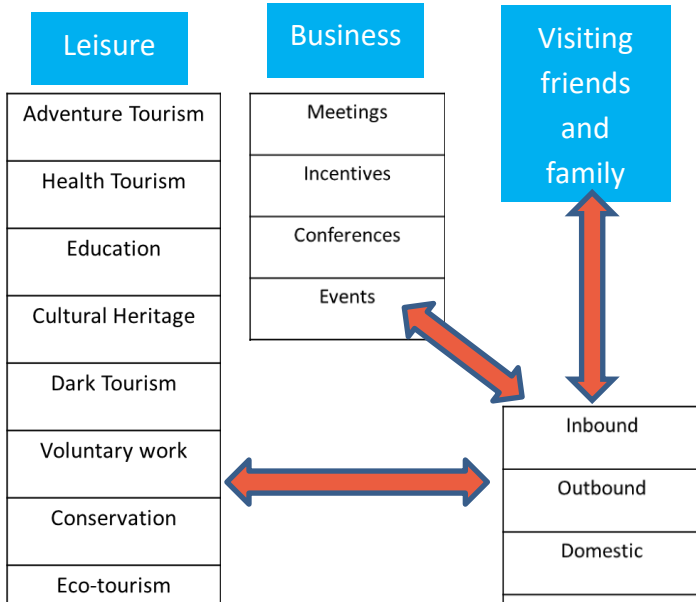 Leisure
Adventure Tourism
Health Tourism
Education
Cultural Heritage
Dark Tourism
Voluntary work
Conservation
Eco-tourism
Business
Meetings
Incentives
Conferences
Events
Visiting
friends
and
family
Inbound
Outbound
Domestic